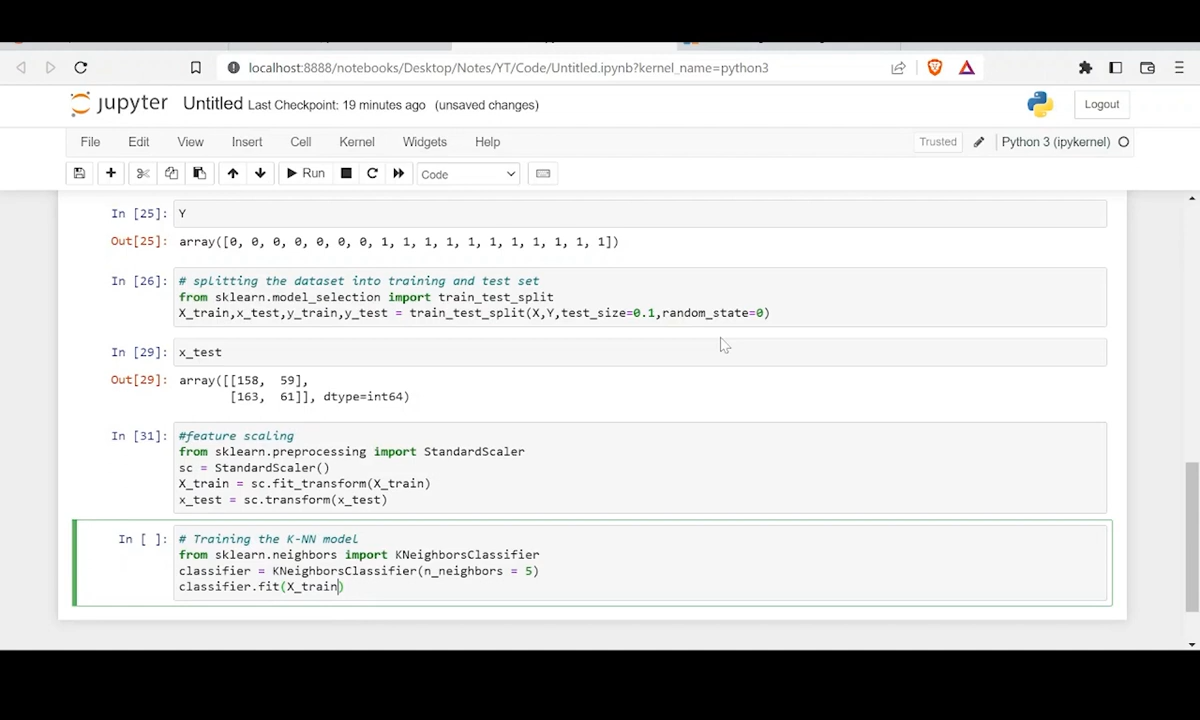 localhost:8888/notebooks/Desktop/Notes/YT/Code/Untitled.ipynb?kernel_name=python3
jupyter Untitled Last Checkpoint: 19 minutes ago (unsaved changes) Logout
File Edit View Insert Cell Kernel Widgets Help Trusted Python 3 (ipykernel)
Run Code
In [25]: Y
Out[25]: array([0, 0, 0, 0, 0, 0, 0, 1, 1, 1, 1, 1, 1, 1, 1, 1, 1, 1])
In [26]: # splitting the dataset into training and test set
from sklearn.model_selection import train_test_split
X_train,x_test,y_train,y_test = train_test_split(X,Y,test_size=0.1,random_state=0)
In [29]: x_test
Out[29]: array([[158, 59],
[163, 61]], dtype=int64)
In [31]: #feature scaling
from sklearn.preprocessing import StandardScaler
sc = StandardScaler()
X_train = sc.fit_transform(X_train)
x_test = sc.transform(x_test)
In [ ]: # Training the K-NN model
from sklearn.neighbors import KNeighborsClassifier
classifier = KNeighborsClassifier(n_neighbors = 5)
classifier.fit(X_train)